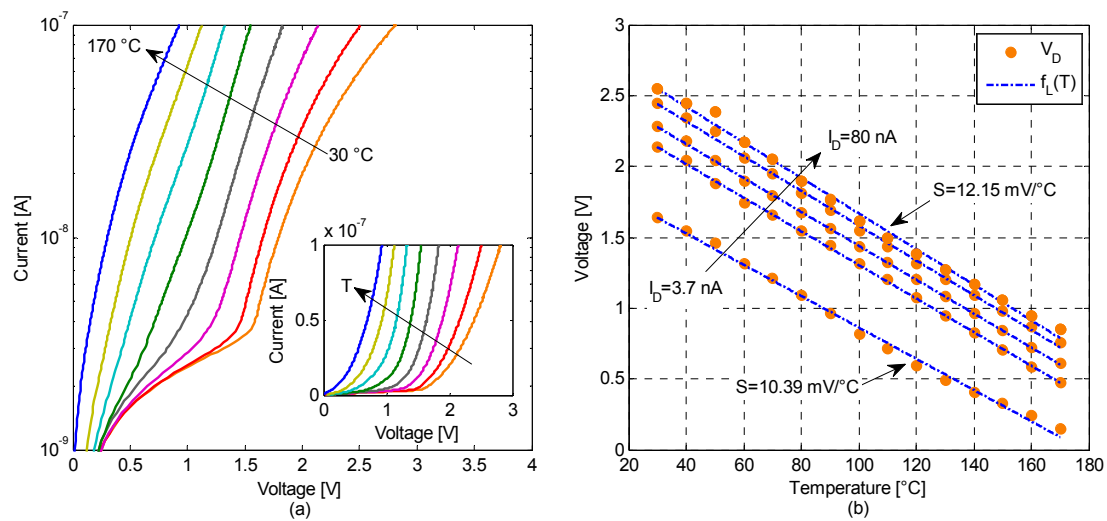 10^-7
10^-8
10^-9
Current [A]
170 °C
30 °C
0
0.5
1
1.5
2
2.5
3
3.5
4
Voltage [V]
(a)
x 10^-7
1
0.5
0
Current [A]
T
0
1
2
3
Voltage [V]
3
2.5
2
1.5
1
0.5
0
Voltage [V]
V_D
f_L(T)
I_D=80 nA
S=12.15 mV/°C
I_D=3.7 nA
S=10.39 mV/°C
20
40
60
80
100
120
140
160
180
Temperature [°C]
(b)